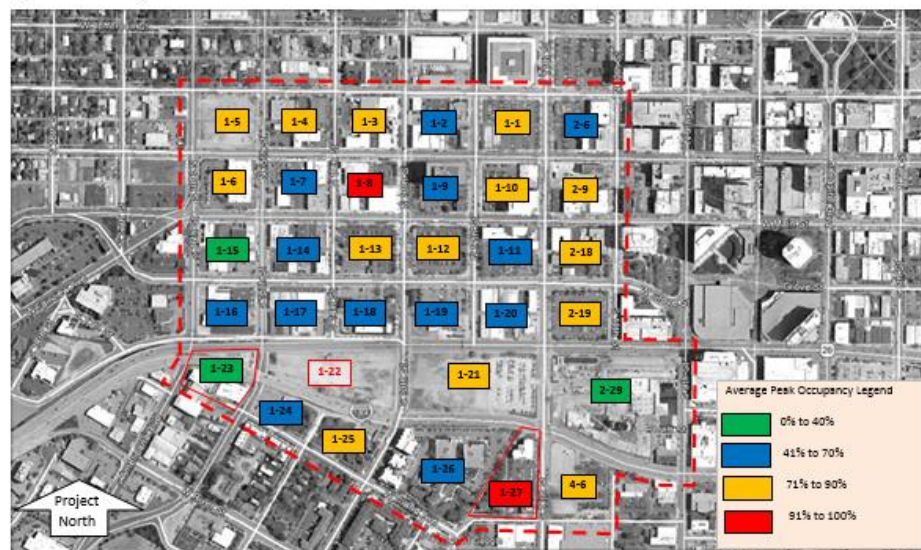 1-5 1-4 1-3 1-2 1-1 2-6
1-6 1-7 1-8 1-9 1-10 2-9
1-15 1-14 1-13 1-12 1-11 2-18
1-16 1-17 1-18 1-19 1-20 2-19
1-23 1-22 1-21 2-29
1-24
1-25
1-26
1-27 4-6
Project
North
Average Peak Occupancy Legend
0% to 40%
41% to 70%
71% to 90%
91% to 100%